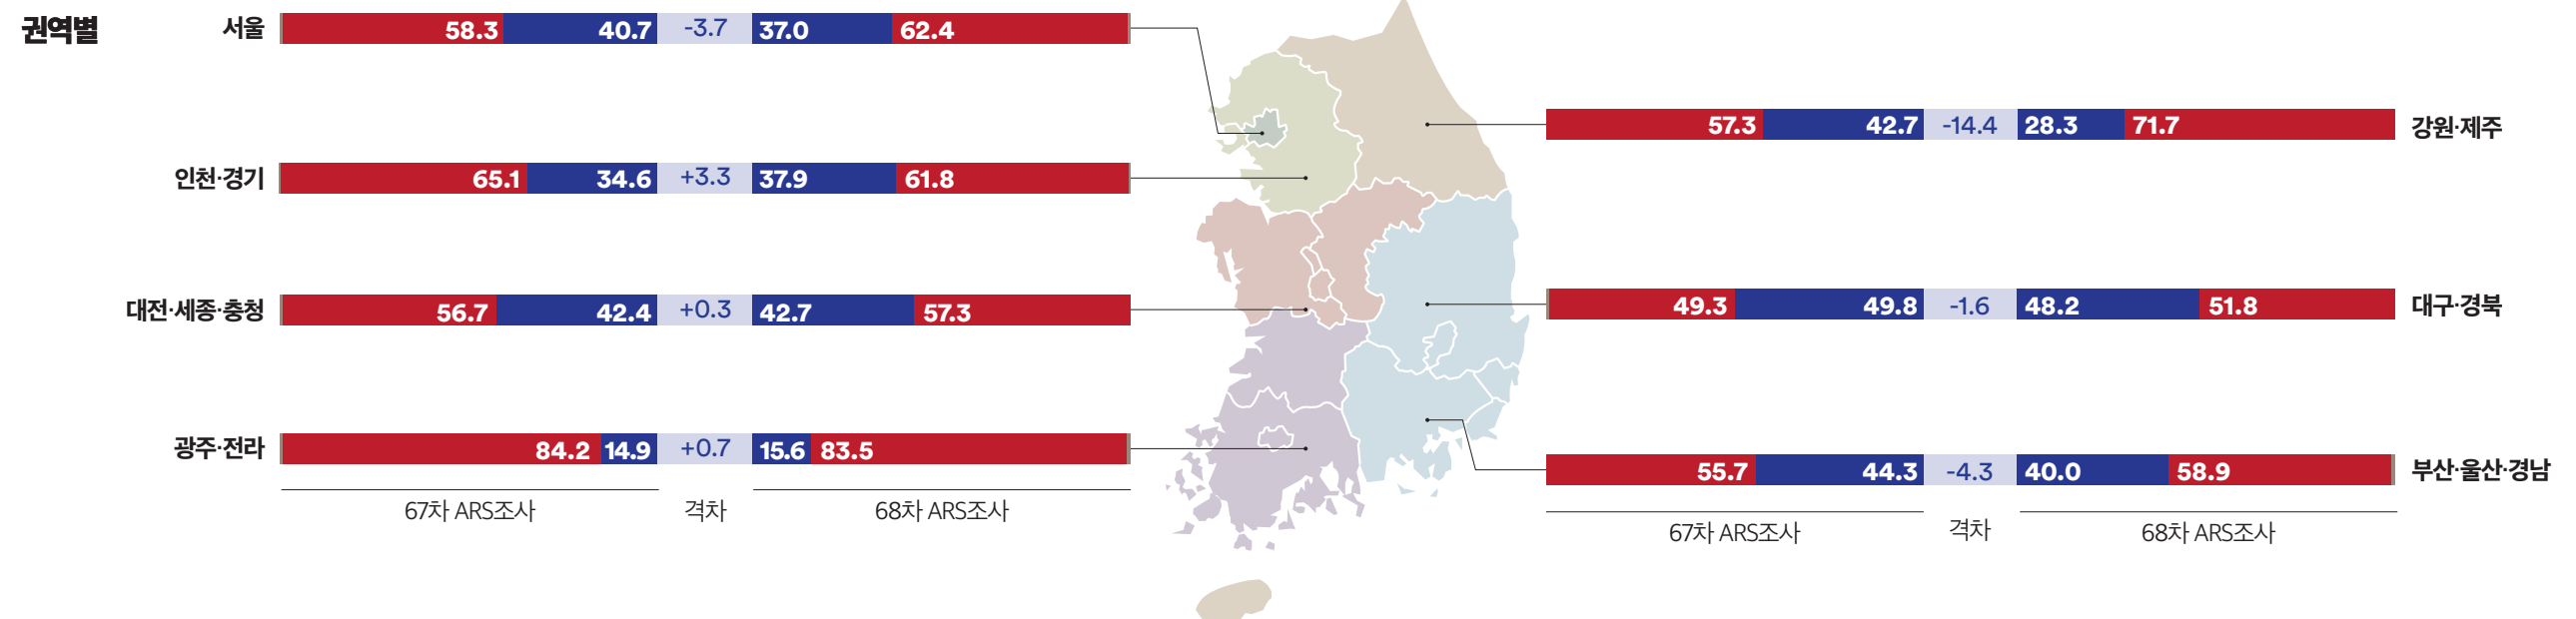 권역별
서울 58.3 40.7 -3.7 37.0 62.4
인천·경기 65.1 34.6 +3.3 37.9 61.8
대전·세종·충청 56.7 42.4 +0.3 42.7 57.3
광주·전라 84.2 14.9 +0.7 15.6 83.5
67차 ARS조사 격차 68차 ARS조사
57.3 42.7 -14.4 28.3 71.7 강원·제주
49.3 49.8 -1.6 48.2 51.8 대구·경북
55.7 44.3 -4.3 40.0 58.9 부산·울산·경남
67차 ARS조사 격차 68차 ARS조사